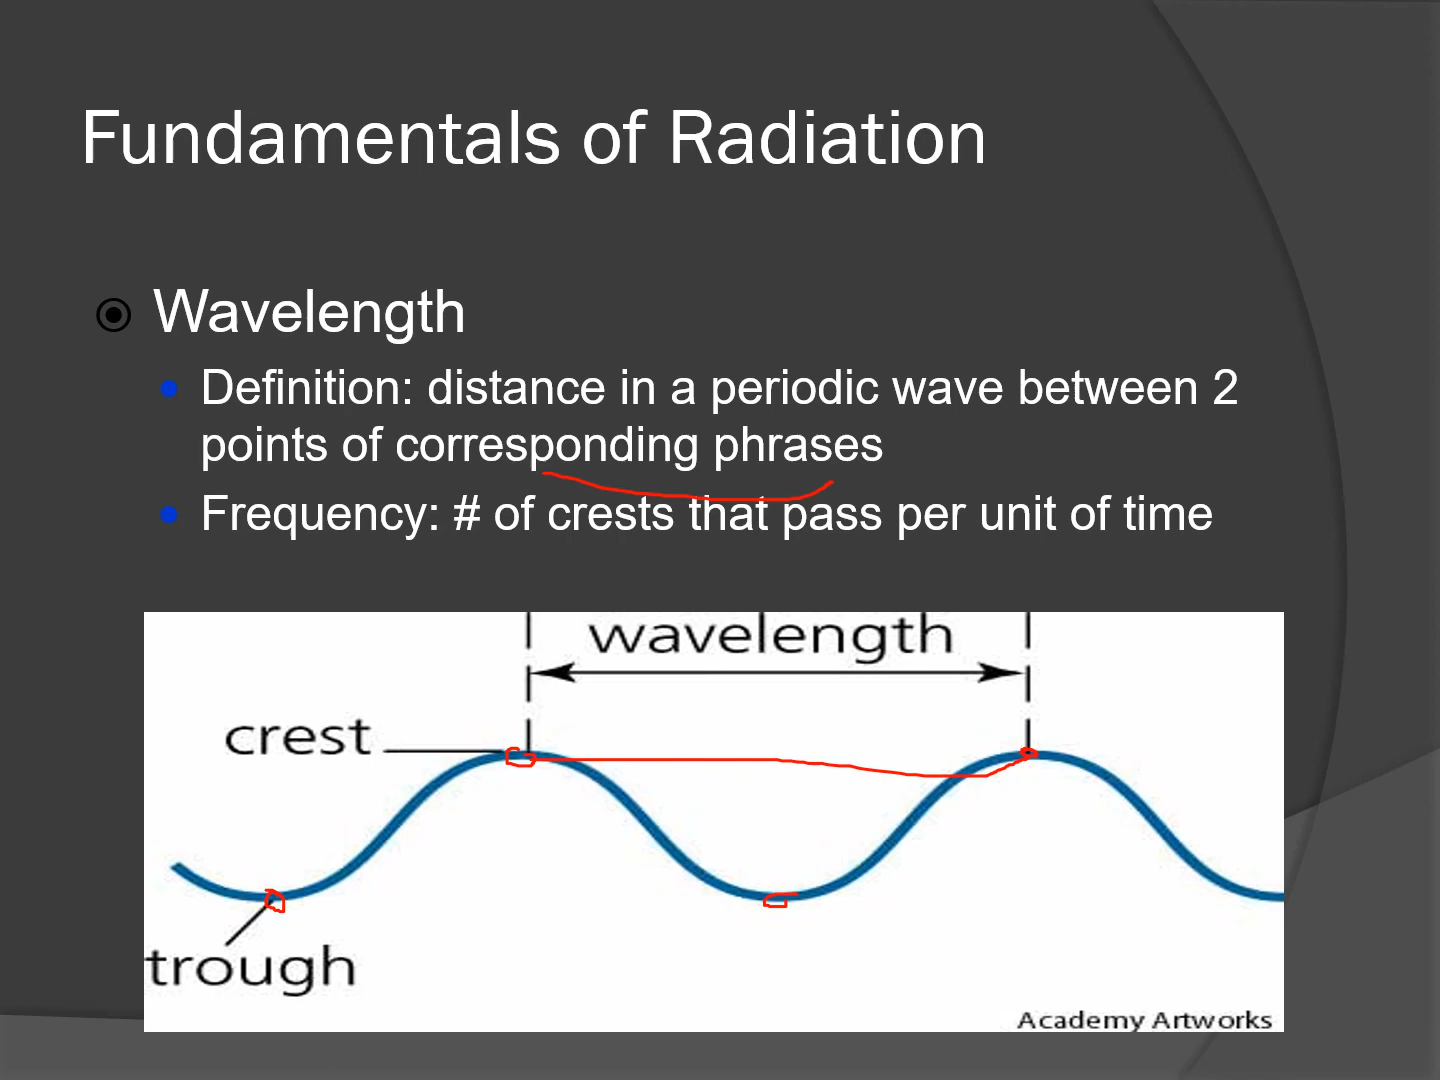 Fundamentals of Radiation
Wavelength
Definition: distance in a periodic wave between 2
points of corresponding phrases
Frequency: # of crests that pass per unit of time
wavelength
crest
trough
Academy Artworks